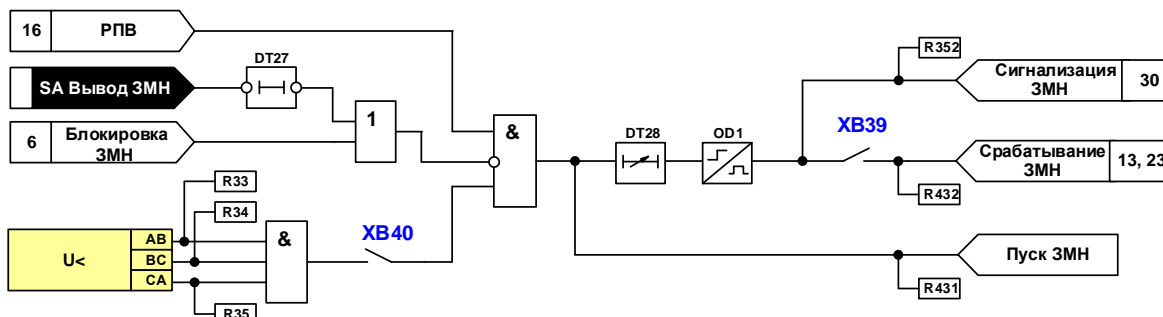 16 РПВ
DT27
SA Вывод ЗМН
6 Блокировка
ЗМН
1
&
DT28
OD1
R352
Сигнализация
ЗМН
30
XB39
Срабатывание
ЗМН
13, 23
R432
R33
R34
AB
BC
CA
U<
&
XB40
R35
Пуск ЗМН
R431